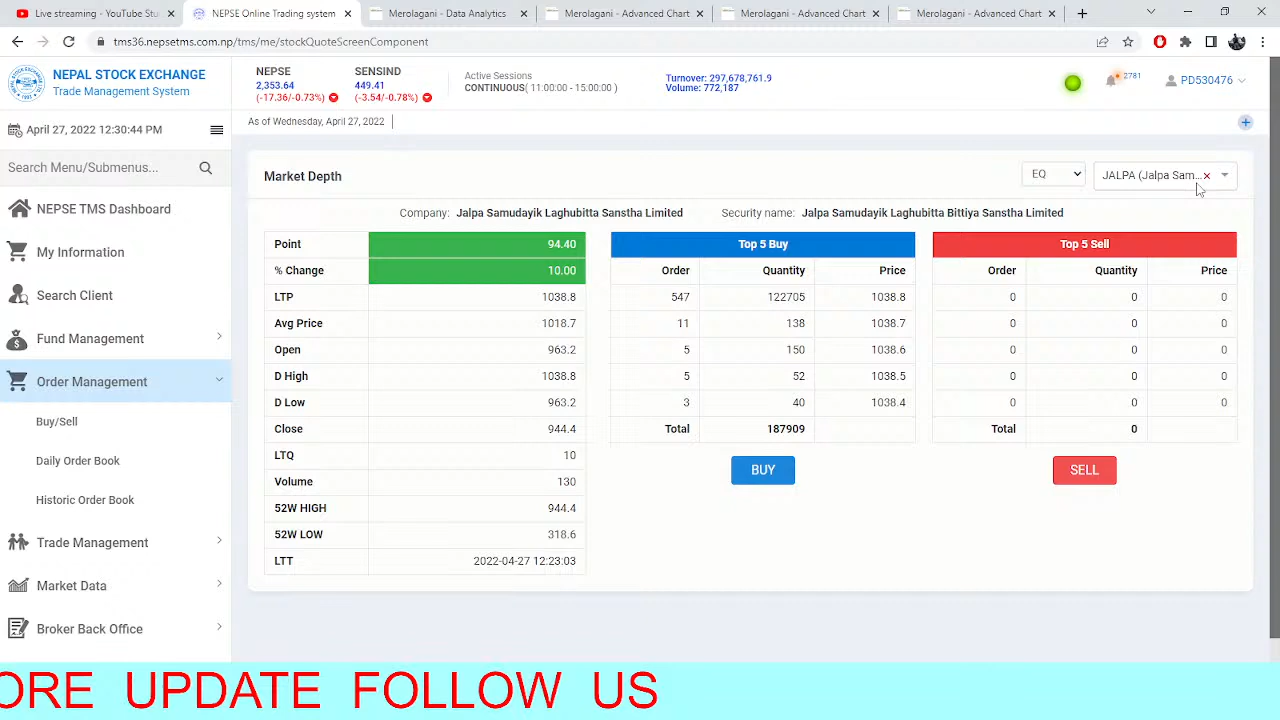 Live streaming - YouTube Stu
NEPSE Online Trading system
Merolagani - Data Analytics
Merolagani - Advanced Chart
Merolagani - Advanced Chart
Merolagani - Advanced Chart
tms36.nepsetms.com.np/tms/me/stockQuoteScreenComponent
NEPAL STOCK EXCHANGE
Trade Management System
NEPSE
2,353.64
(-17.36/-0.73%)
SENSIND
449.41
(-3.54/-0.78%)
Active Sessions
CONTINUOUS( 11:00:00 - 15:00:00 )
Turnover: 297,678,761.9
Volume: 772,187
2781
PD530476
April 27, 2022 12:30:44 PM
As of Wednesday, April 27, 2022
Search Menu/Submenus...
NEPSE TMS Dashboard
My Information
Search Client
Fund Management
Order Management
Buy/Sell
Daily Order Book
Historic Order Book
Trade Management
Market Data
Broker Back Office
Market Depth
EQ
JALPA (Jalpa Sam...
Company: Jalpa Samudayik Laghubitta Sanstha Limited
Security name: Jalpa Samudayik Laghubitta Bittiya Sanstha Limited
Point 94.40
% Change 10.00
LTP 1038.8
Avg Price 1018.7
Open 963.2
D High 1038.8
D Low 963.2
Close 944.4
LTQ 10
Volume 130
52W HIGH 944.4
52W LOW 318.6
LTT 2022-04-27 12:23:03
Top 5 Buy
Order Quantity Price
547 122705 1038.8
11 138 1038.7
5 150 1038.6
5 52 1038.5
3 40 1038.4
Total 187909
BUY
Top 5 Sell
Order Quantity Price
0 0 0
0 0 0
0 0 0
0 0 0
0 0 0
Total 0
SELL
ORE UPDATE FOLLOW US